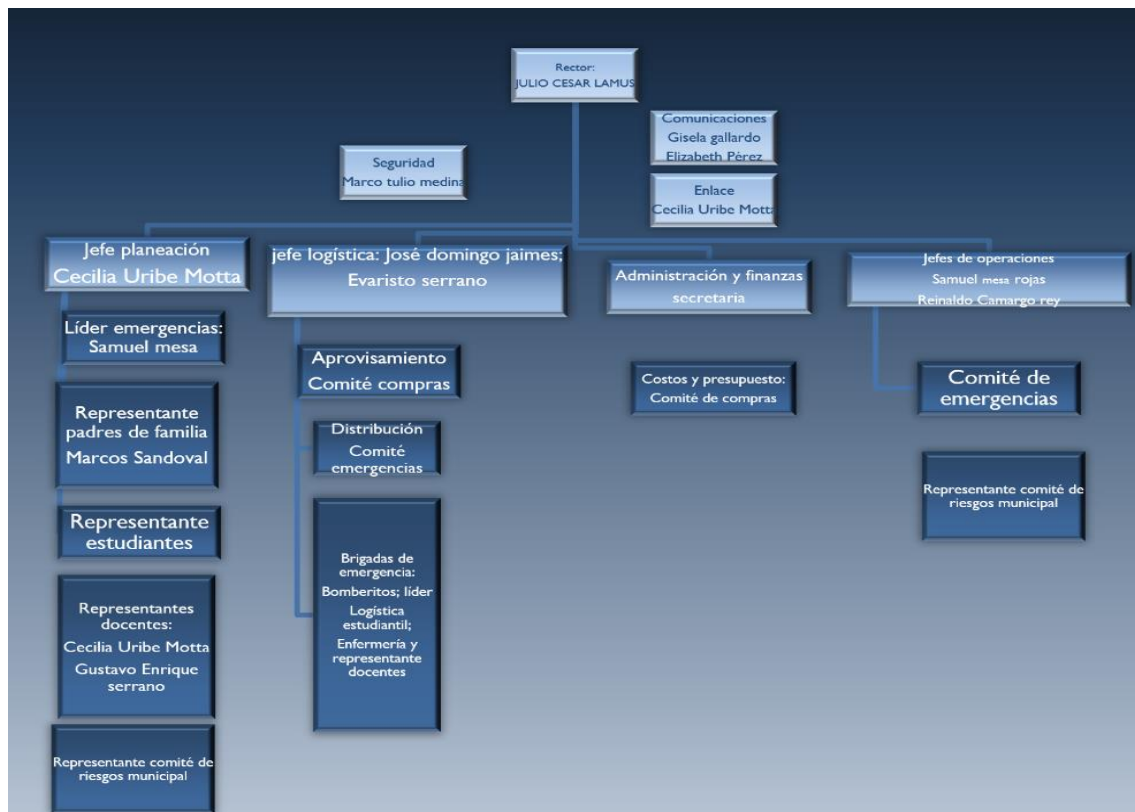 Rector:
JULIO CESAR LAMUS
Comunicaciones
Gisela gallardo
Elizabeth Pérez
Seguridad
Marco tulio medina
Enlace
Cecilia Uribe Motta
Jefe planeación
Cecilia Uribe Motta
jefe logística: José domingo jaimes;
Evaristo serrano
Administración y finanzas
secretaria
Jefes de operaciones
Samuel mesa rojas
Reinaldo Camargo rey
Líder emergencias:
Samuel mesa
Representante
padres de familia
Marcos Sandoval
Representante
estudiantes
Representantes
docentes:
Cecilia Uribe Motta
Gustavo Enrique
serrano
Representante comité de
riesgos municipal
Aprovisamiento
Comité compras
Distribución
Comité
emergencias
Brigadas de
emergencia:
Bomberitos; líder
Logística
estudiantil;
Enfermería y
representante
docentes
Costos y presupuesto:
Comité de compras
Comité de
emergencias
Representante comité de
riesgos municipal